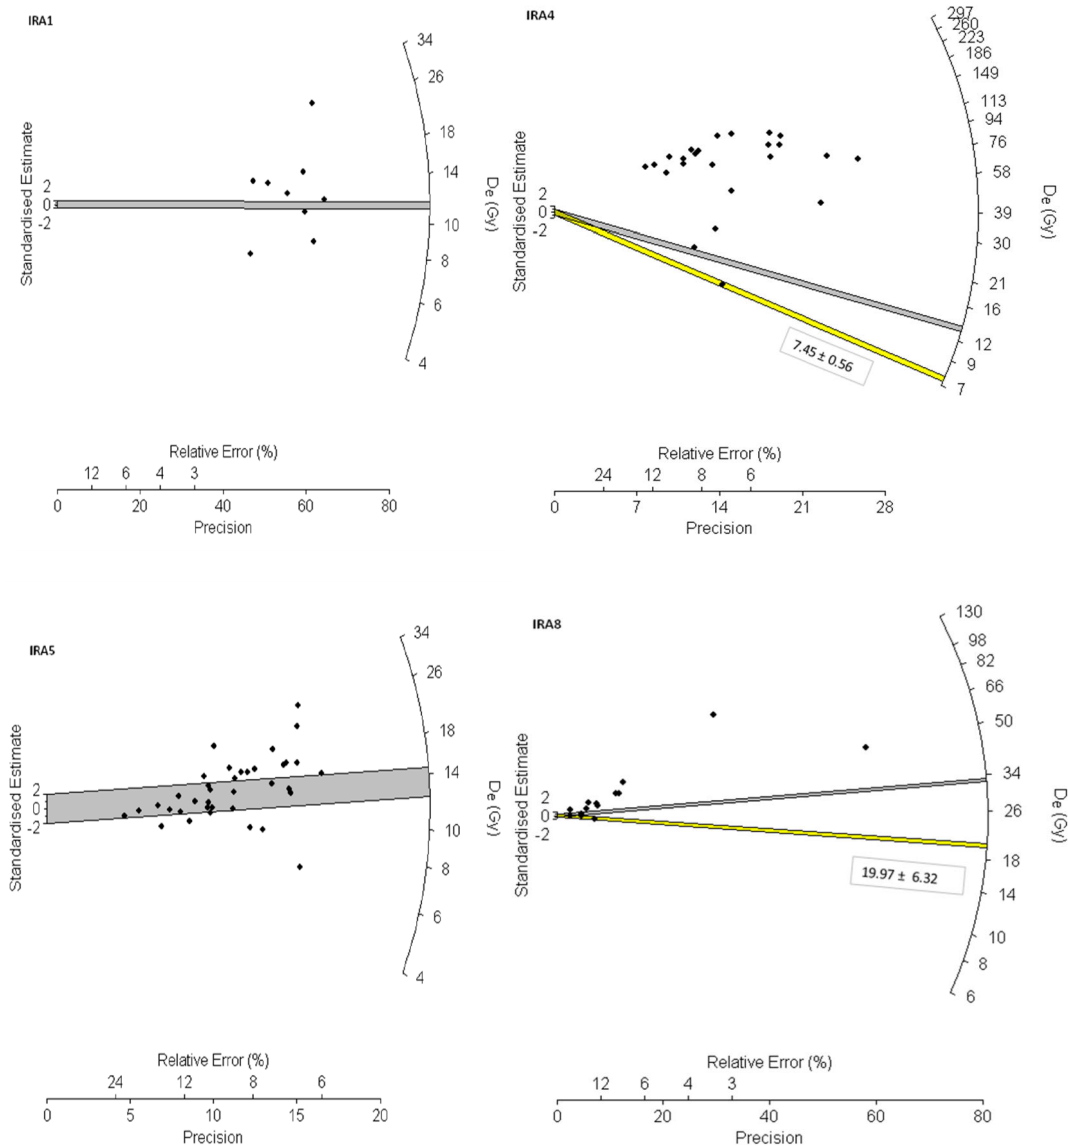 IRA1
34
26
18
14
10
8
6
4
De (Gy)
Standardised Estimate
2
0
-2
Relative Error (%)
12 6 4 3
0 20 40 60 80
Precision
IRA4
297
260
223
186
149
113
94
76
58
39
30
21
16
12
9
7
De (Gy)
Standardised Estimate
2
0
-2
7.45 ± 0.56
Relative Error (%)
24 12 8 6
0 7 14 21 28
Precision
IRA5
34
26
18
14
10
8
6
4
De (Gy)
Standardised Estimate
2
0
-2
Relative Error (%)
24 12 8 6
0 5 10 15 20
Precision
IRA8
130
98
82
66
50
34
26
18
14
10
8
6
De (Gy)
Standardised Estimate
2
0
-2
19.97 ± 6.32
Relative Error (%)
12 6 4 3
0 20 40 60 80
Precision